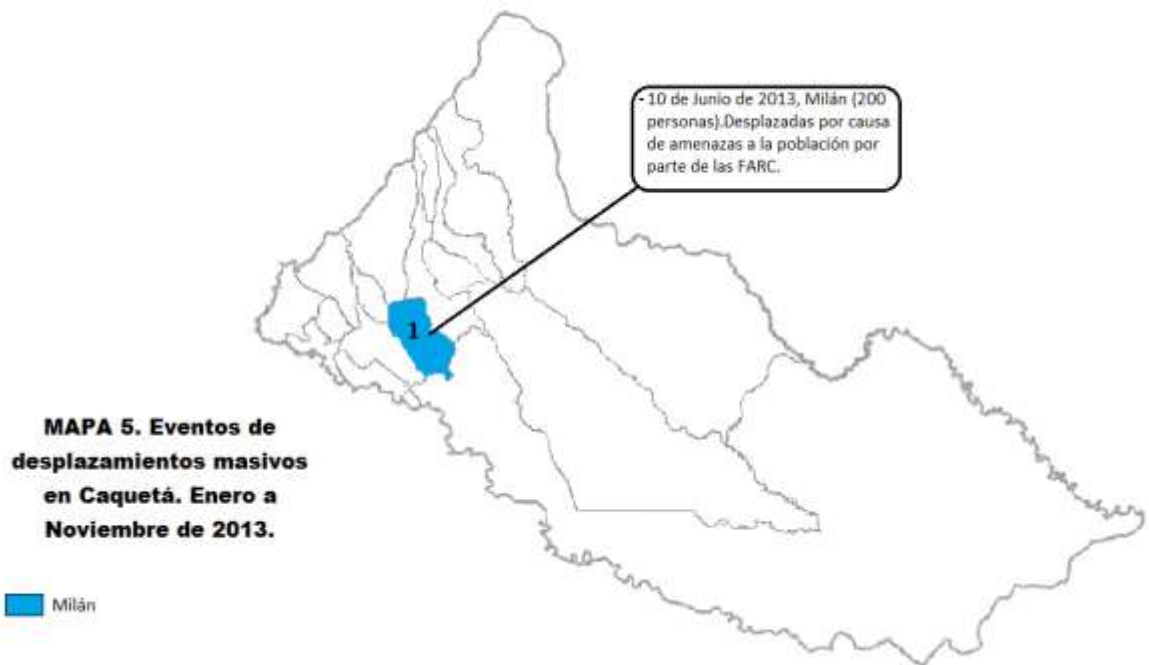 - 10 de Junio de 2013, Milán (200
personas).Desplazadas por causa
de amenazas a la población por
parte de las FARC.
1
MAPA 5. Eventos de
desplazamientos masivos
en Caquetá. Enero a
Noviembre de 2013.
Milán